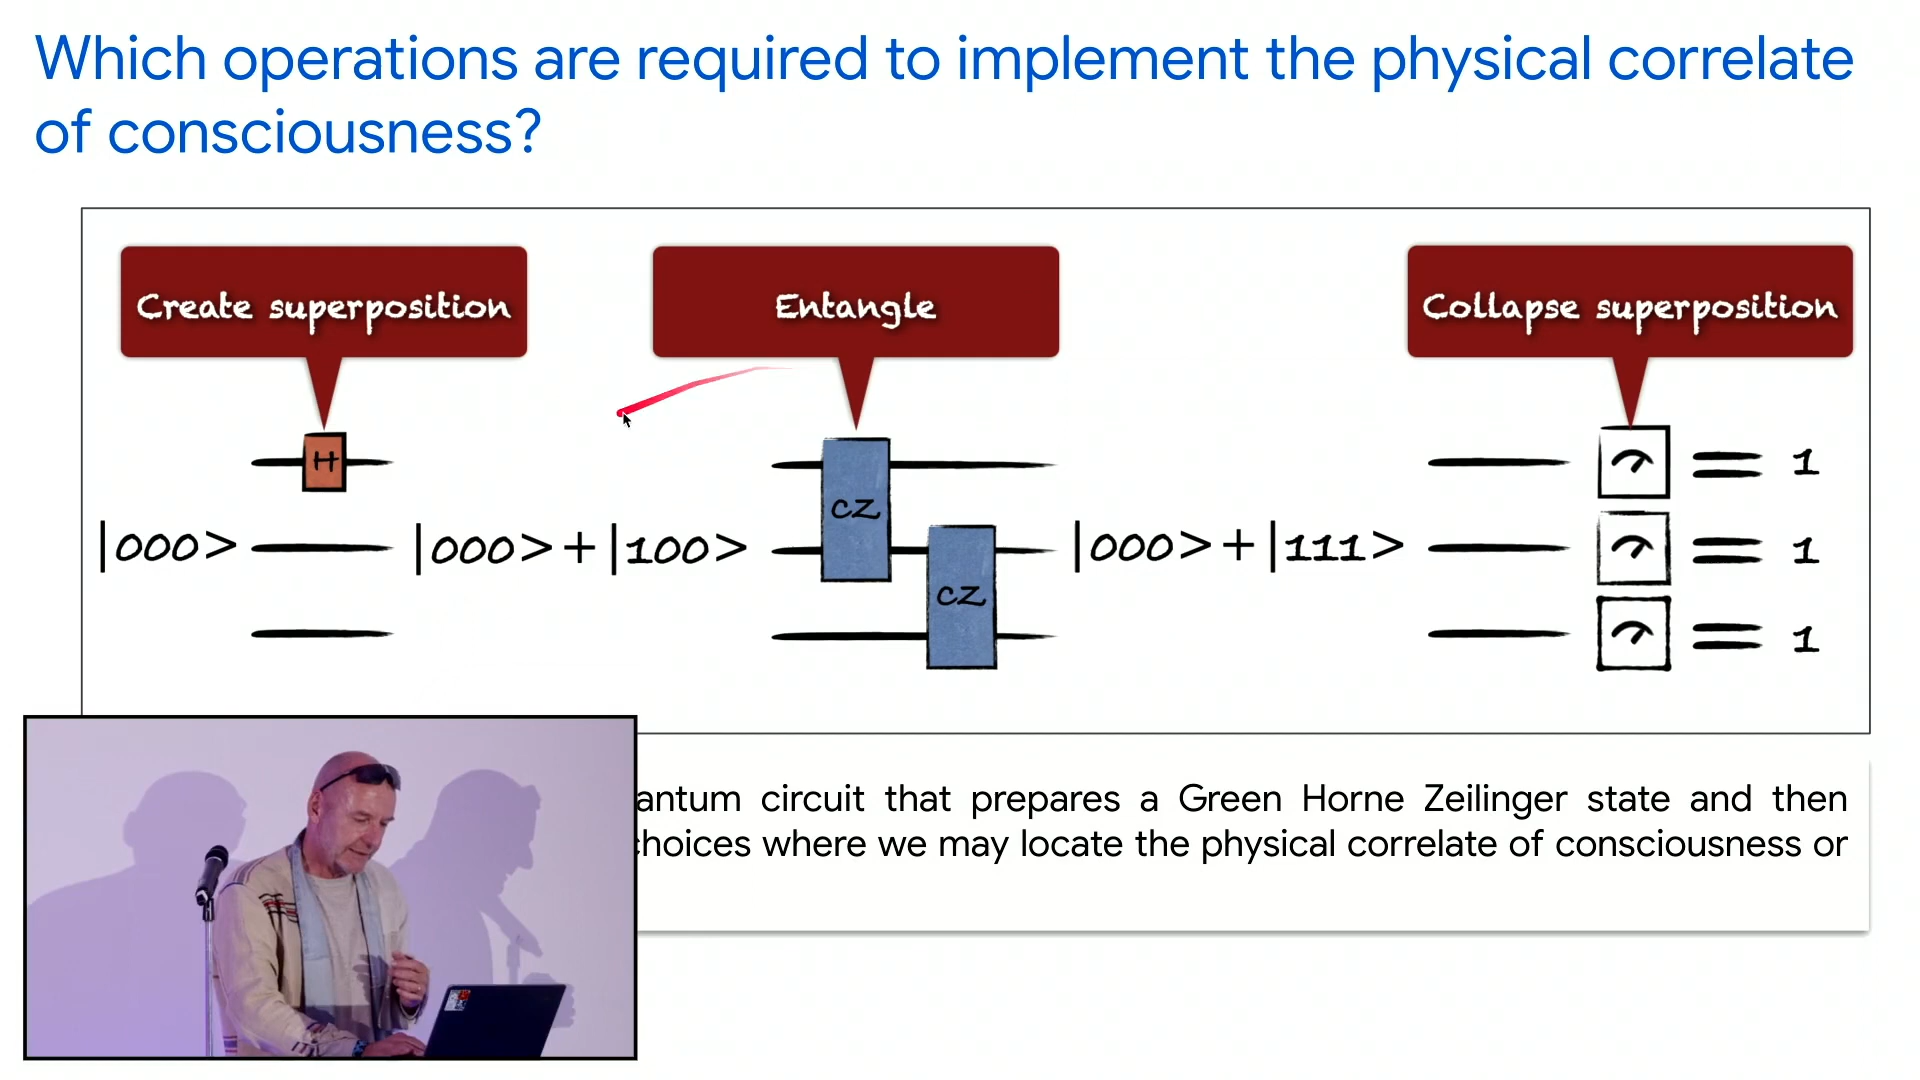 Which operations are required to implement the physical correlate
of consciousness?
Create superposition
Entangle
Collapse superposition
H
|000>
|000>+|100>
CZ
CZ
|000>+|111>
1
1
1
antum circuit that prepares a Green Horne Zeilinger state and then
choices where we may locate the physical correlate of consciousness or